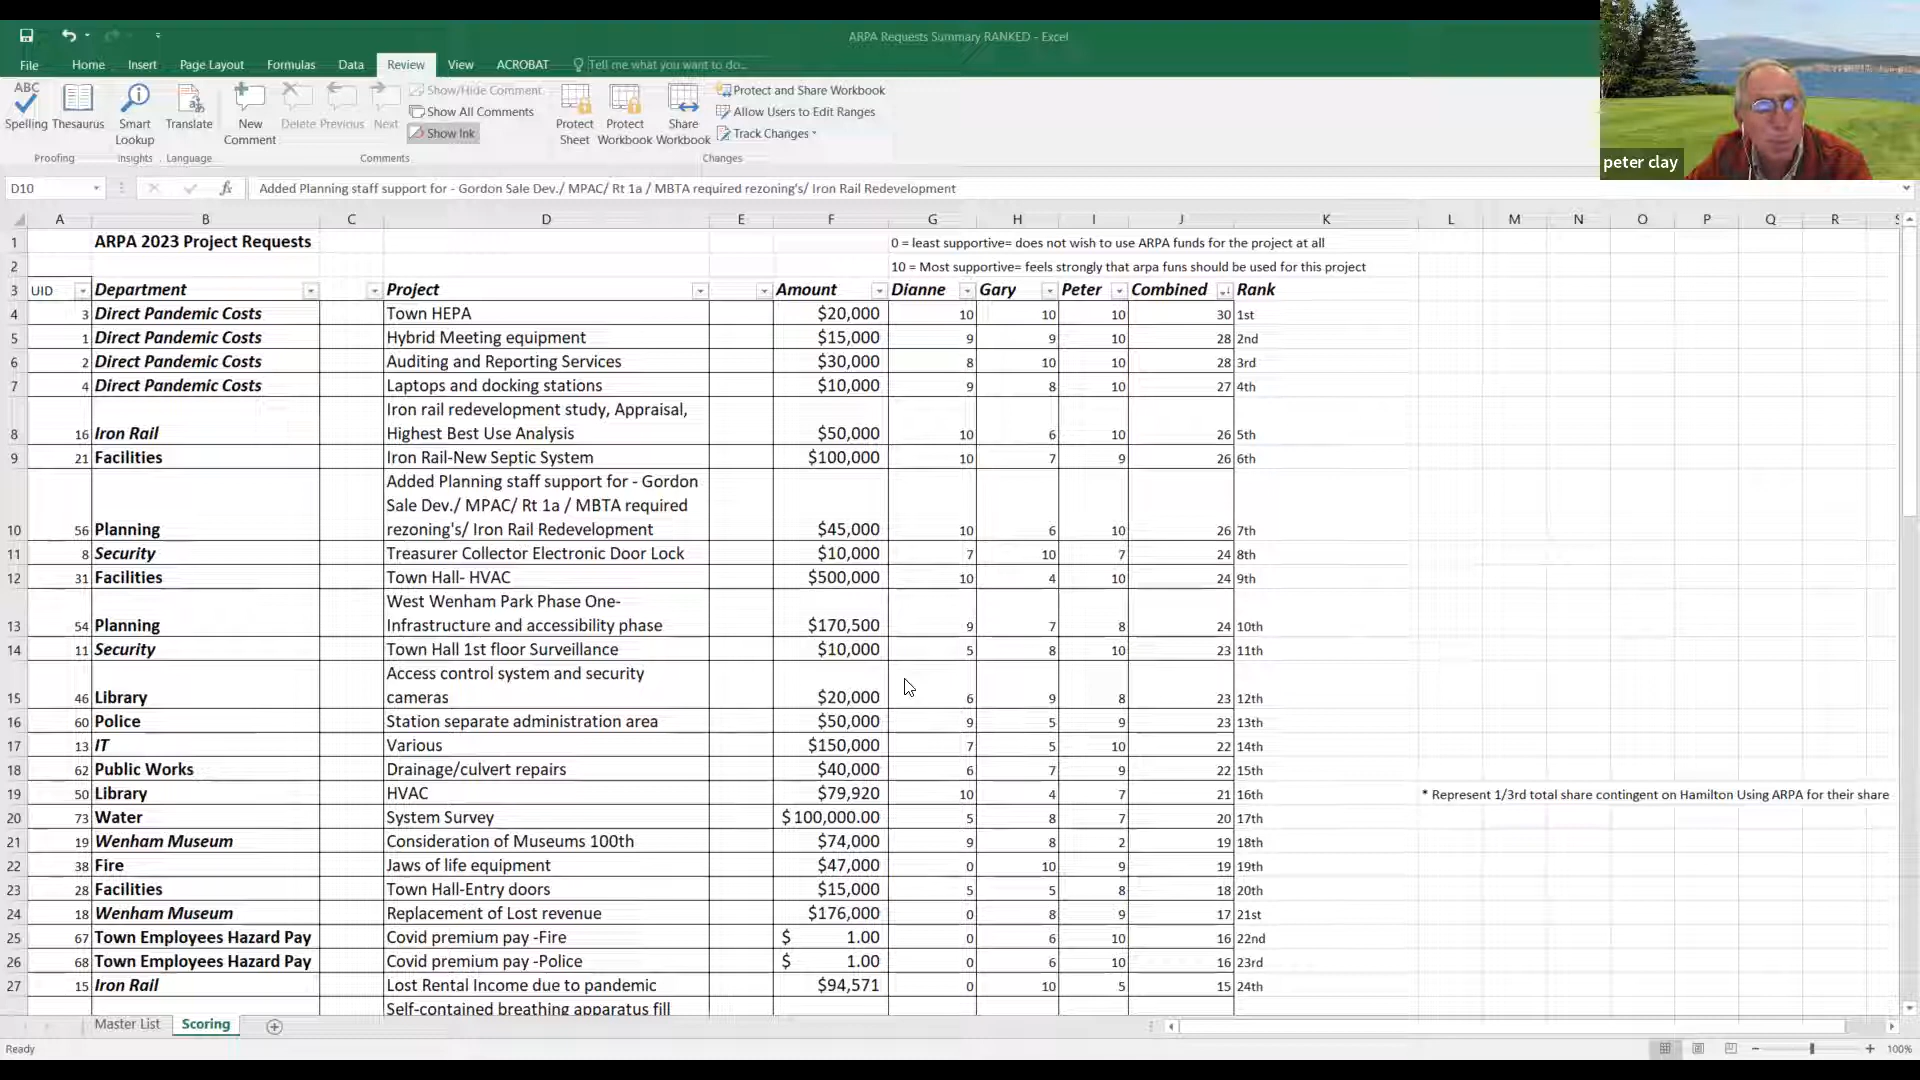 ARPA Requests Summary RANKED - Excel
File Home Insert Page Layout Formulas Data Review View ACROBAT Tell me what you want to do...
ABC
Spelling Thesaurus Smart Lookup Translate New Comment Delete Previous Next
Show/Hide Comment
Show All Comments
Show Ink
Protect Sheet Protect Workbook Share Workbook
Protect and Share Workbook
Allow Users to Edit Ranges
Track Changes
Proofing Insights Language Comments Changes
peter clay
D10 fx Added Planning staff support for - Gordon Sale Dev./ MPAC/ Rt 1a / MBTA required rezoning's/ Iron Rail Redevelopment
A B C D E F G H I J K L M N O P Q R S
1 ARPA 2023 Project Requests 0 = least supportive= does not wish to use ARPA funds for the project at all
2 10 = Most supportive= feels strongly that arpa funs should be used for this project
3 UID Department Project Amount Dianne Gary Peter Combined Rank
4 3 Direct Pandemic Costs Town HEPA $20,000 10 10 10 30 1st
5 1 Direct Pandemic Costs Hybrid Meeting equipment $15,000 9 9 10 28 2nd
6 2 Direct Pandemic Costs Auditing and Reporting Services $30,000 8 10 10 28 3rd
7 4 Direct Pandemic Costs Laptops and docking stations $10,000 9 8 10 27 4th
Iron rail redevelopment study, Appraisal,
8 16 Iron Rail Highest Best Use Analysis $50,000 10 6 10 26 5th
9 21 Facilities Iron Rail-New Septic System $100,000 10 7 9 26 6th
Added Planning staff support for - Gordon
Sale Dev./ MPAC/ Rt 1a / MBTA required
10 56 Planning rezoning's/ Iron Rail Redevelopment $45,000 10 6 10 26 7th
11 8 Security Treasurer Collector Electronic Door Lock $10,000 7 10 7 24 8th
12 31 Facilities Town Hall- HVAC $500,000 10 4 10 24 9th
West Wenham Park Phase One-
13 54 Planning Infrastructure and accessibility phase $170,500 9 7 8 24 10th
14 11 Security Town Hall 1st floor Surveillance $10,000 5 8 10 23 11th
Access control system and security
15 46 Library cameras $20,000 6 9 8 23 12th
16 60 Police Station separate administration area $50,000 9 5 9 23 13th
17 13 IT Various $150,000 7 5 10 22 14th
18 62 Public Works Drainage/culvert repairs $40,000 6 7 9 22 15th
19 50 Library HVAC $79,920 10 4 7 21 16th * Represent 1/3rd total share contingent on Hamilton Using ARPA for their share
20 73 Water System Survey $100,000.00 5 8 7 20 17th
21 19 Wenham Museum Consideration of Museums 100th $74,000 9 8 2 19 18th
22 38 Fire Jaws of life equipment $47,000 0 10 9 19 19th
23 28 Facilities Town Hall-Entry doors $15,000 5 5 8 18 20th
24 18 Wenham Museum Replacement of Lost revenue $176,000 0 8 9 17 21st
25 67 Town Employees Hazard Pay Covid premium pay -Fire $ 1.00 0 6 10 16 22nd
26 68 Town Employees Hazard Pay Covid premium pay -Police $ 1.00 0 6 10 16 23rd
27 15 Iron Rail Lost Rental Income due to pandemic $94,571 0 10 5 15 24th
Self-contained breathing apparatus fill
Master List Scoring
Ready 100%